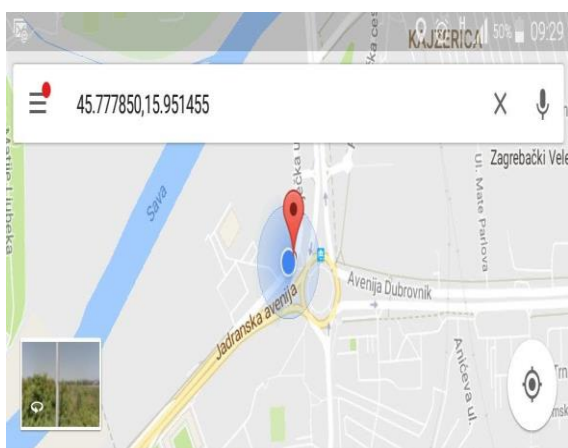 KAJZERICA
H 50% 09:29
45.777850,15.951455
Zagrebački Vele
Ul. Mate Parlova
Sava
Avenija Dubrovnik
Jadranska avenija
Anićeva ul.